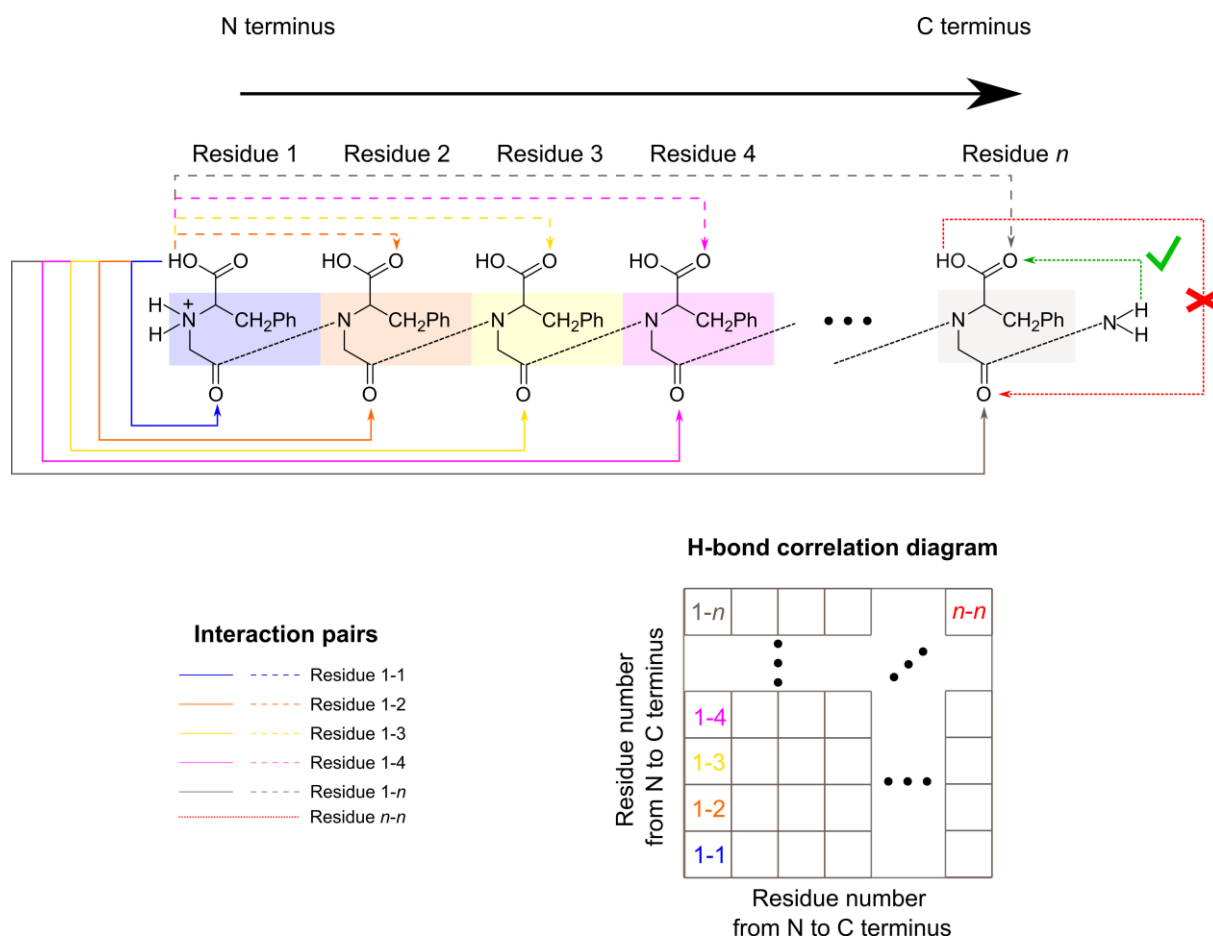 N terminus
C terminus
Residue 1
Residue 2
Residue 3
Residue 4
Residue n
HO
O
HO
O
HO
O
HO
O
HO
O
H
+
H
N
CH2Ph
N
CH2Ph
N
CH2Ph
N
CH2Ph
N
CH2Ph
N
H
H
O
O
O
O
O
H-bond correlation diagram
Interaction pairs
Residue 1-1
Residue 1-2
Residue 1-3
Residue 1-4
Residue 1-n
Residue n-n
Residue number
from N to C terminus
1-n
n-n
1-4
1-3
1-2
1-1
Residue number
from N to C terminus